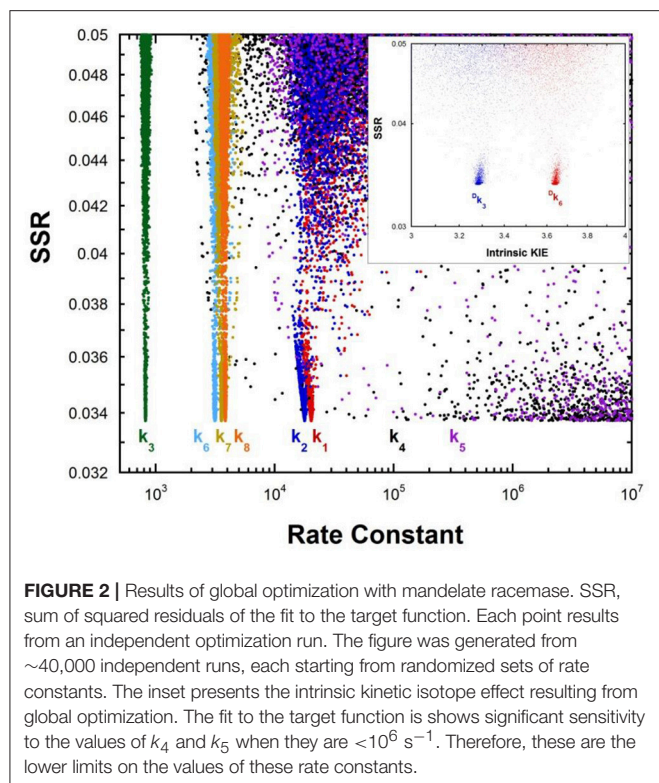 0.05
0.048
0.046
0.044
0.042
0.04
0.038
0.036
0.034
0.032
SSR
k3
k6
k7
k8
k2
k1
k4
k5
10^3
10^4
10^5
10^6
10^7
Rate Constant
0.05
0.04
0.03
SSR
Dk3
Dk6
3
3.2
3.4
3.6
3.8
4
Intrinsic KIE
FIGURE 2 | Results of global optimization with mandelate racemase. SSR,
sum of squared residuals of the fit to the target function. Each point results
from an independent optimization run. The figure was generated from
∼40,000 independent runs, each starting from randomized sets of rate
constants. The inset presents the intrinsic kinetic isotope effect resulting from
global optimization. The fit to the target function is shows significant sensitivity
to the values of k4 and k5 when they are <10^6 s^−1. Therefore, these are the
lower limits on the values of these rate constants.